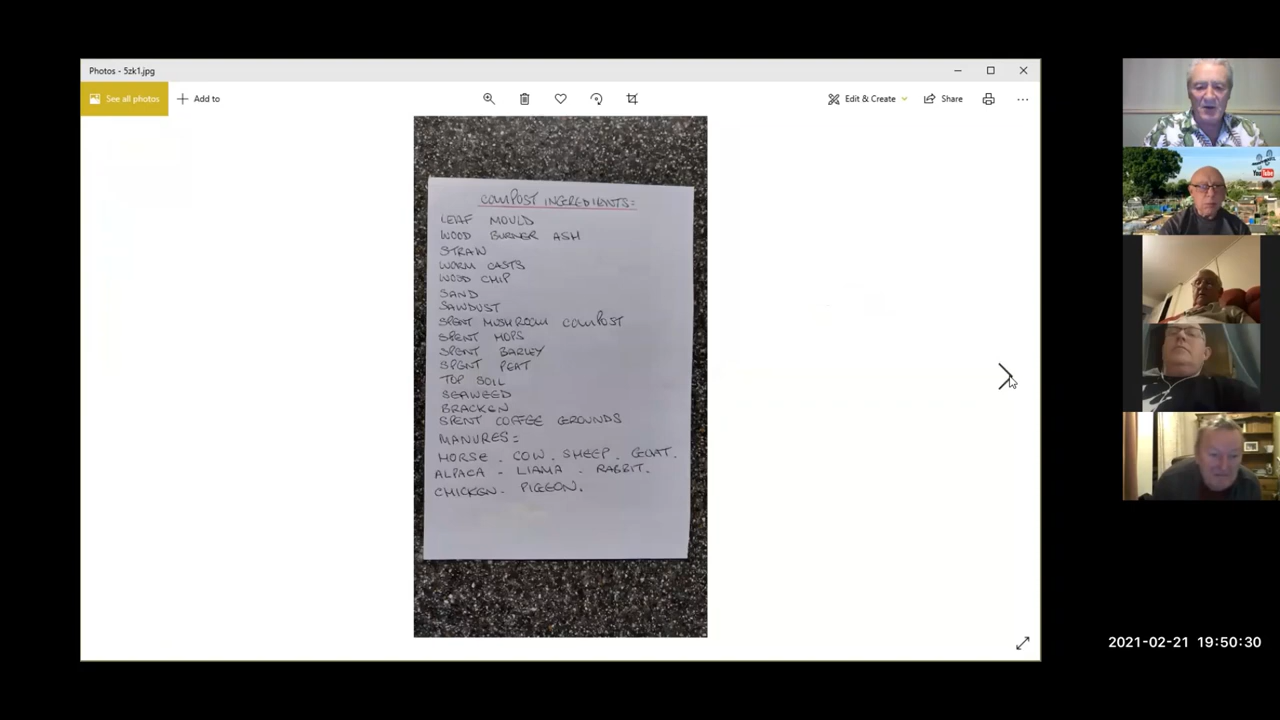 Photos - 5zk1.jpg
See all photos
Add to
Edit & Create
Share
COMPOST INGREDIENTS:
LEAF MOULD
WOOD BURNER ASH
STRAW
WORM CASTS
WOOD CHIP
SAND
SAWDUST
SPENT MUSHROOM COMPOST
SPENT HOPS
SPENT BARLEY
SPENT PEAT
TOP SOIL
SEAWEED
BRACKEN
SPENT COFFEE GROUNDS
MANURES:
HORSE . COW . SHEEP . GOAT.
ALPACA - LLAMA - RABBIT.
CHICKEN - PIGEON.
YouTube
2021-02-21 19:50:30